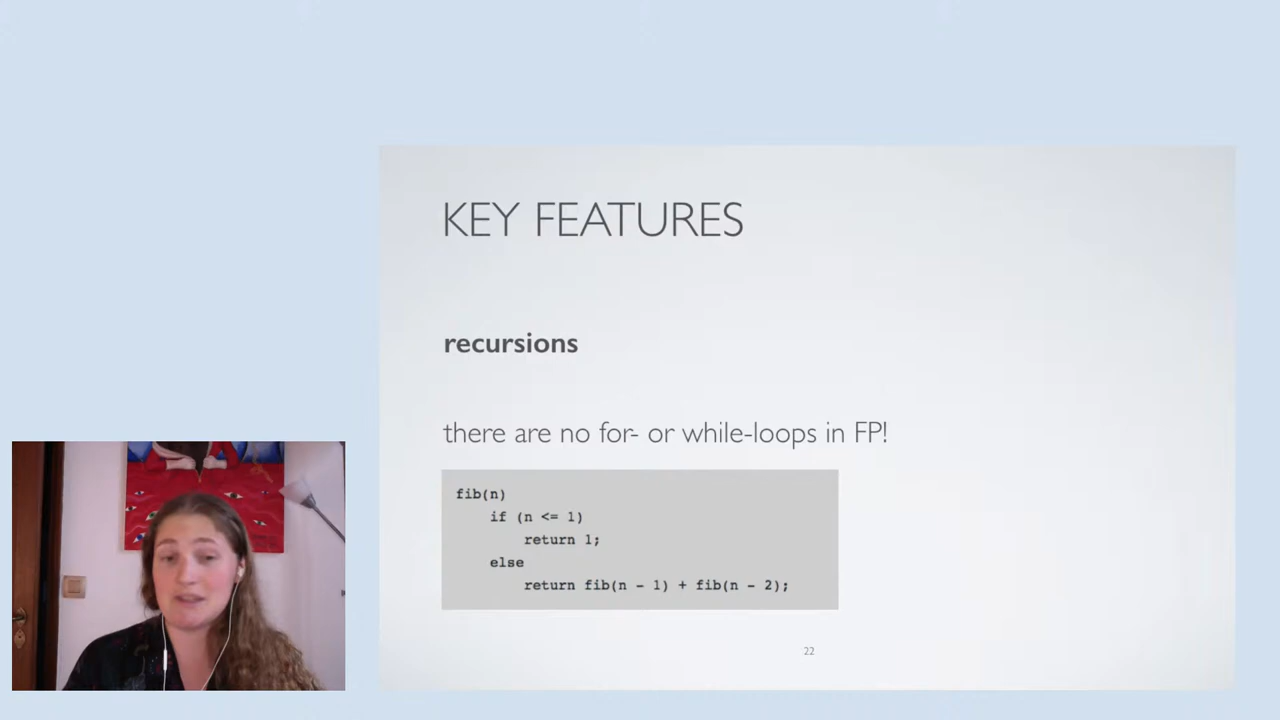 KEY FEATURES
recursions
there are no for- or while-loops in FP!
fib(n)
if (n <= 1)
return 1;
else
return fib(n - 1) + fib(n - 2);
22